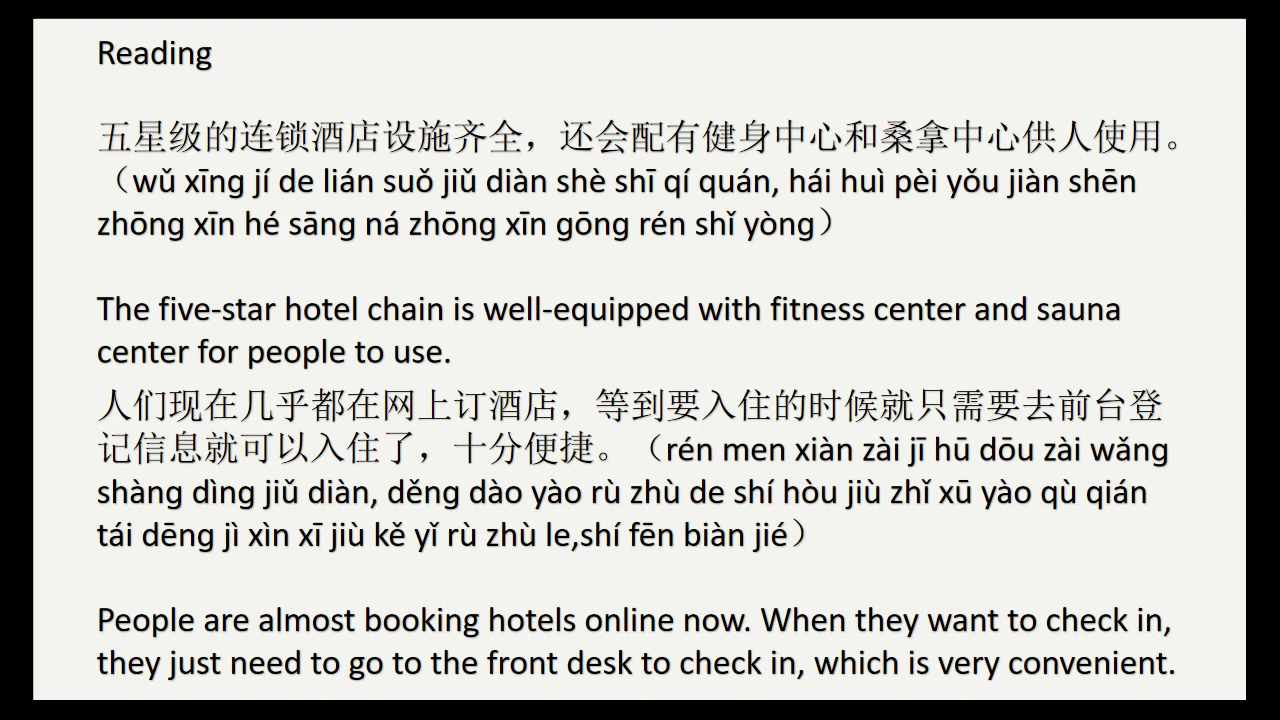 Reading
五星级的连锁酒店设施齐全，还会配有健身中心和桑拿中心供人使用。
（wǔ xīng jí de lián suǒ jiǔ diàn shè shī qí quán, hái huì pèi yǒu jiàn shēn
zhōng xīn hé sāng ná zhōng xīn gōng rén shǐ yòng）
The five-star hotel chain is well-equipped with fitness center and sauna
center for people to use.
人们现在几乎都在网上订酒店，等到要入住的时候就只需要去前台登
记信息就可以入住了，十分便捷。（rén men xiàn zài jī hū dōu zài wǎng
shàng dìng jiǔ diàn, děng dào yào rù zhù de shí hòu jiù zhǐ xū yào qù qián
tái dēng jì xìn xī jiù kě yǐ rù zhù le,shí fēn biàn jié）
People are almost booking hotels online now. When they want to check in,
they just need to go to the front desk to check in, which is very convenient.